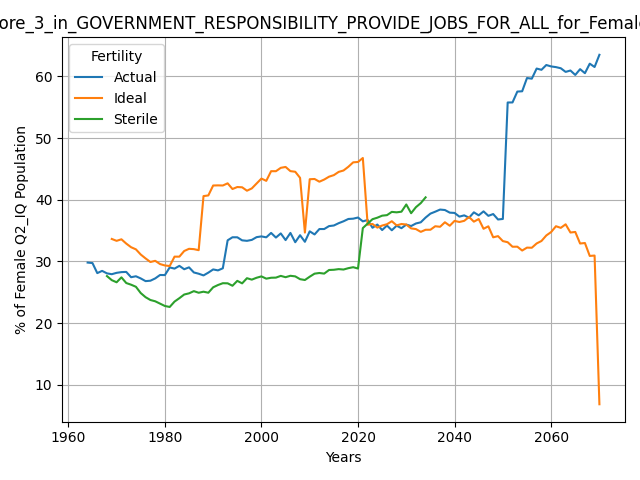 ore_3_in_GOVERNMENT_RESPONSIBILITY_PROVIDE_JOBS_FOR_ALL_for_Female
Fertility
Actual
Ideal
Sterile
% of Female Q2_IQ Population
60
50
40
30
20
10
1960 1980 2000 2020 2040 2060
Years